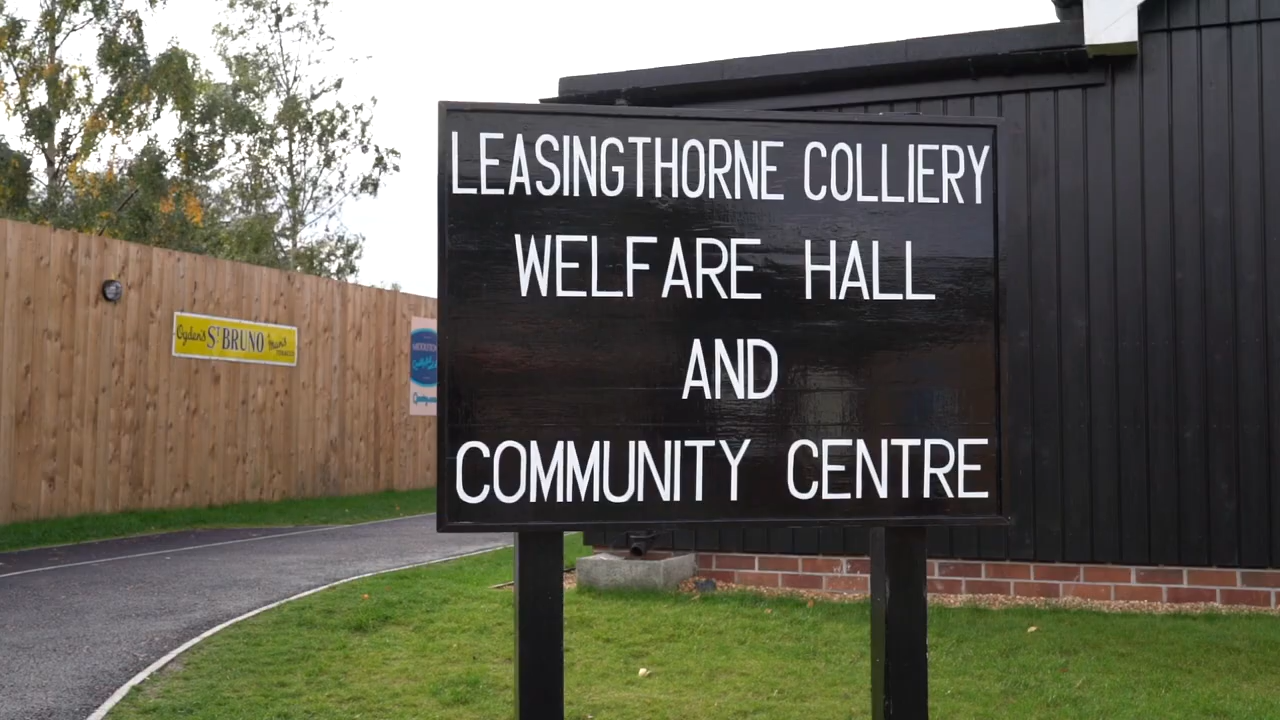 LEASINGTHORNE COLLIERY
WELFARE HALL
AND
COMMUNITY CENTRE
Ogden's ST BRUNO